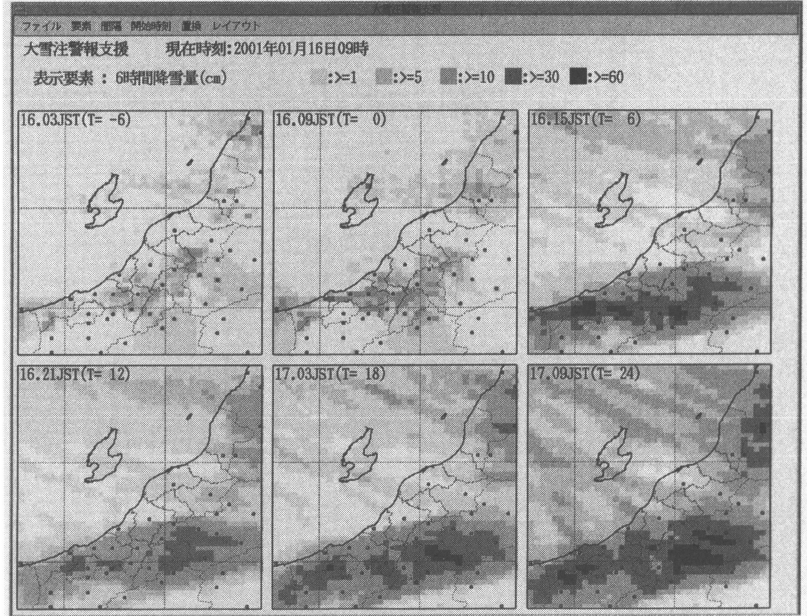 大雪注警報支援
ファイル 要素 間隔 開始時刻 置換 レイアウト
大雪注警報支援 現在時刻:2001年01月16日09時
表示要素 : 6時間降雪量(cm) :>=1 :>=5 :>=10 :>=30 :>=60
16.03JST(T= -6) 16.09JST(T= 0) 16.15JST(T= 6)
16.21JST(T= 12) 17.03JST(T= 18) 17.09JST(T= 24)